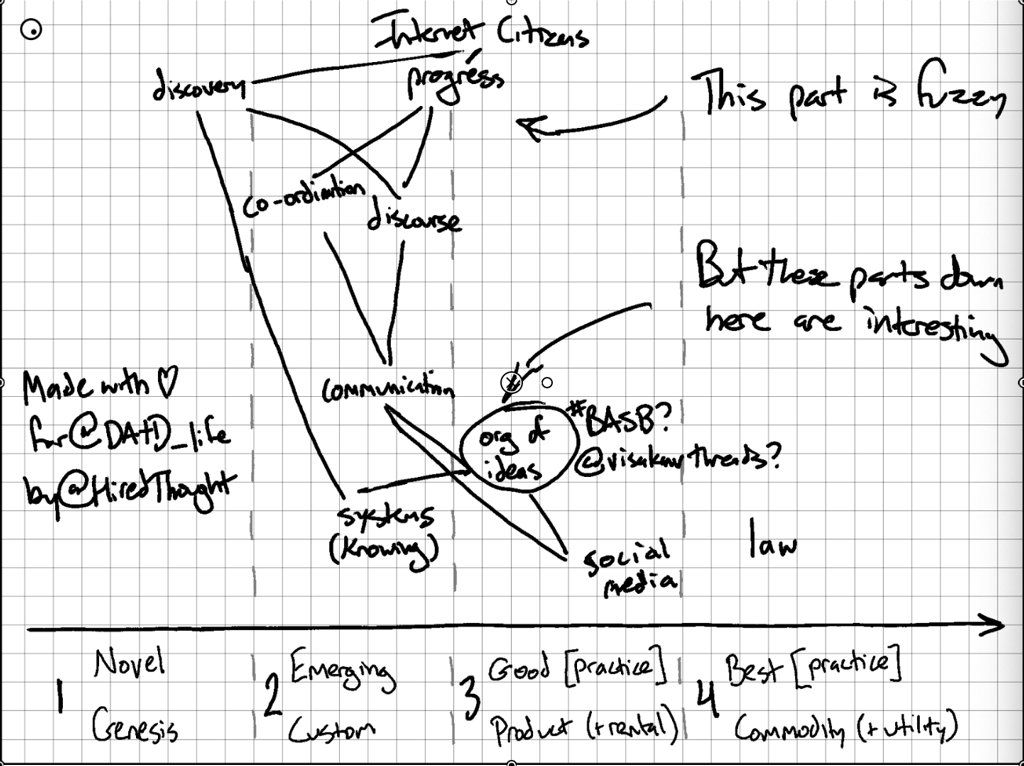 Internet Citizens
discovery
progress
This part is fuzzy
co-ordination
discourse
But these parts down
here are interesting
Made with ♡
for @DAtD_life
by @HiredThought
communication
org of
ideas
#BASB?
@visakanv threads?
systems
(knowing)
social
media
law
1 Novel
Genesis
2 Emerging
Custom
3 Good [practice]
Product (+rental)
4 Best [practice]
Commodity (+utility)